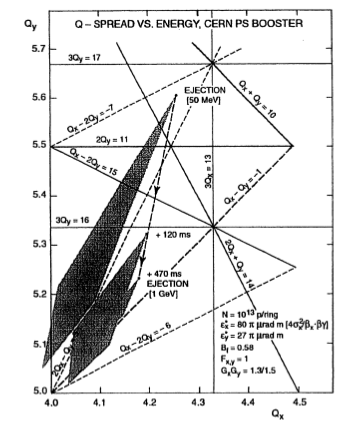 Q – SPREAD VS. ENERGY, CERN PS BOOSTER
Qy
5.7
3Qy = 17
Qx – 2Qy = –7
Qx + Qy = 10
EJECTION
[50 MeV]
5.6
2Qy = 11
5.5
Qx – 2Qy = 15
3Qx = 13
Qx – Qy = –1
5.4
3Qy = 16
5.3
+ 120 ms
2Qx + Qy = 14
+ 470 ms
EJECTION
[1 GeV]
5.2
N = 10¹³ p/ring
εx* = 80 π μrad m [4σx²/βx·βγ]
εy* = 27 π μrad m
Bf = 0.58
Fx,y = 1
GxGy = 1.3/1.5
5.1
Qx – 2Qy = –6
5.0
4.0 4.1 4.2 4.3 4.4 4.5
Qx